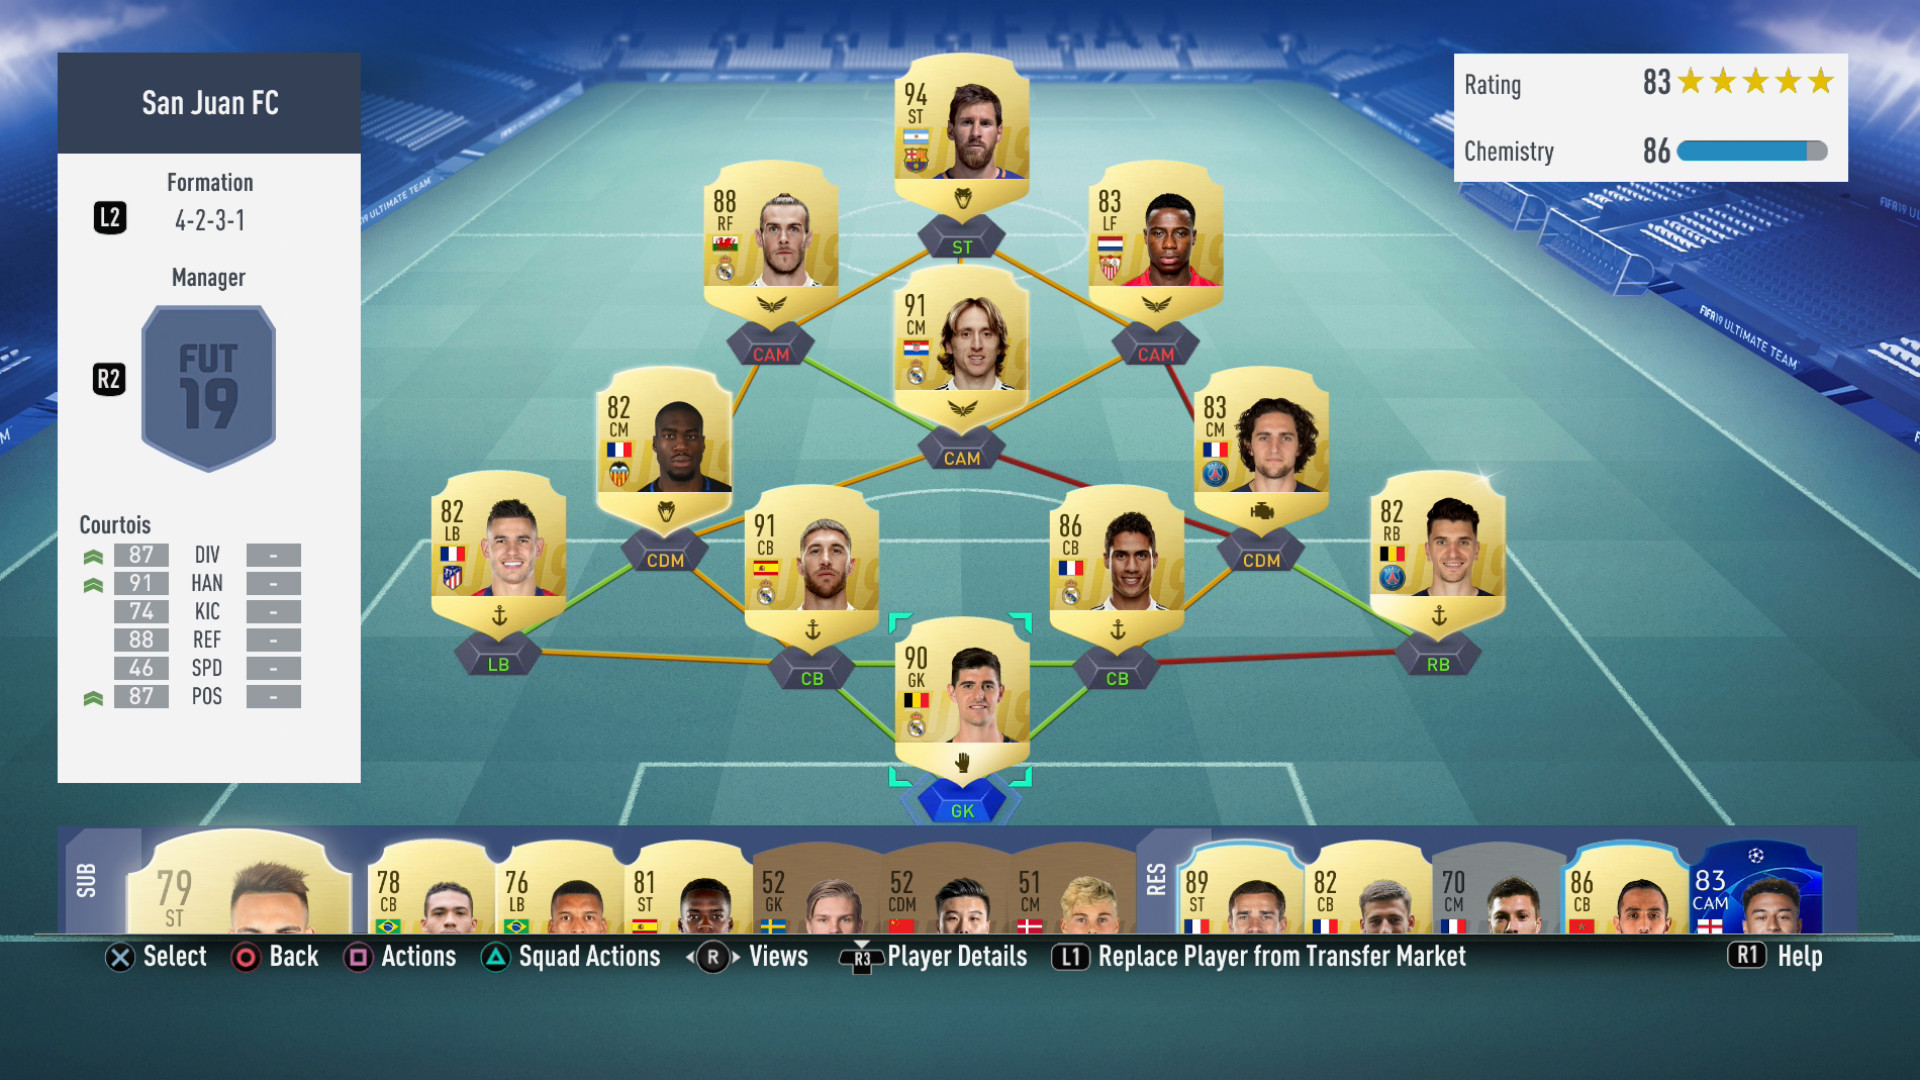 San Juan FC
Formation
L2
4-2-3-1
Manager
R2
FUT
19
Courtois
87 DIV -
91 HAN -
74 KIC -
88 REF -
46 SPD -
87 POS -
Rating 83
Chemistry 86
FIFA19 ULTIMATE TEAM
94
ST
ST
88
RF
CAM
83
LF
CAM
91
CM
CAM
82
CM
CDM
83
CM
CDM
82
LB
LB
91
CB
CB
86
CB
CB
82
RB
RB
90
GK
GK
SUB
79
ST
78
CB
76
LB
81
ST
52
GK
52
CDM
51
CM
RES
89
ST
82
CB
70
CM
86
CB
83
CAM
Select Back Actions Squad Actions R Views R3 Player Details L1 Replace Player from Transfer Market R1 Help